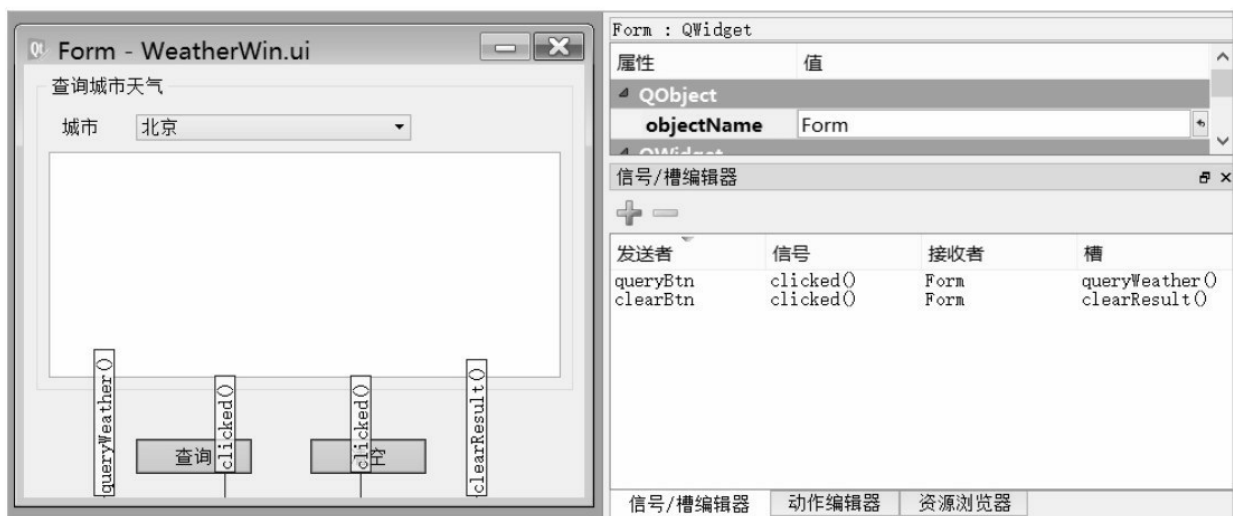 Form - WeatherWin.ui
查询城市天气
城市 北京
queryWeather()
clicked()
clicked()
clearResult()
查询
空
Form : QWidget
属性 值
QObject
objectName Form
QWidget
信号/槽编辑器
发送者 信号 接收者 槽
queryBtn clicked() Form queryWeather()
clearBtn clicked() Form clearResult()
信号/槽编辑器 动作编辑器 资源浏览器